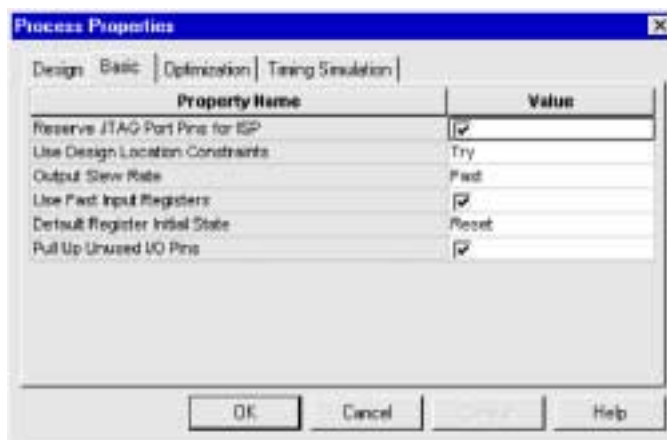 Process Properties
Design Basic Optimization Timing Simulation
Property Name Value
Reserve JTAG Port Pins for ISP
Use Design Location Constraints Try
Output Slew Rate Fast
Use Fast Input Registers
Default Register Initial State Reset
Pull Up Unused I/O Pins
OK Cancel Help